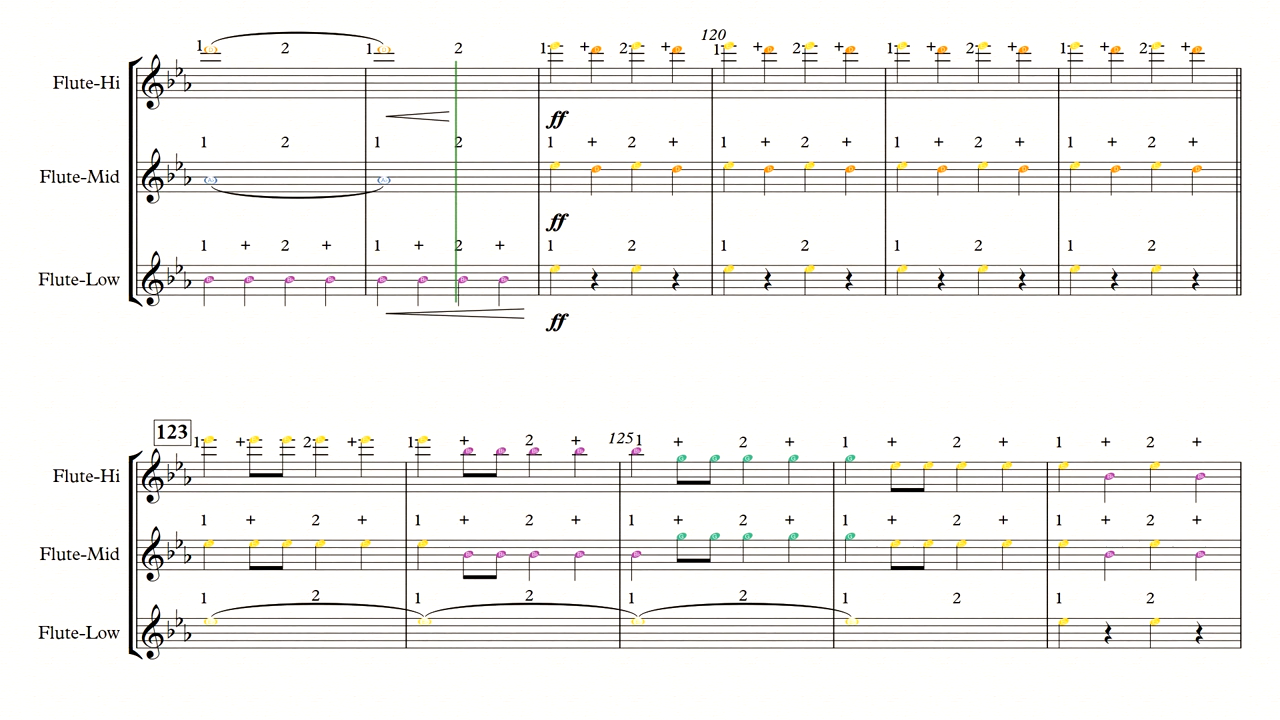 120
1 2 1 2 1 + 2 + 1 + 2 + 1 + 2 + 1 + 2 +
Flute-Hi
ff
1 2 1 2 1 + 2 + 1 + 2 + 1 + 2 + 1 + 2 +
Flute-Mid
ff
1 + 2 + 1 + 2 + 1 2 1 2 1 2 1 2
Flute-Low
ff
123
1 + 2 + 1 + 2 + 125 1 + 2 + 1 + 2 + 1 + 2 +
Flute-Hi
1 + 2 + 1 + 2 + 1 + 2 + 1 + 2 + 1 + 2 +
Flute-Mid
1 2 1 2 1 2 1 2 1 2
Flute-Low